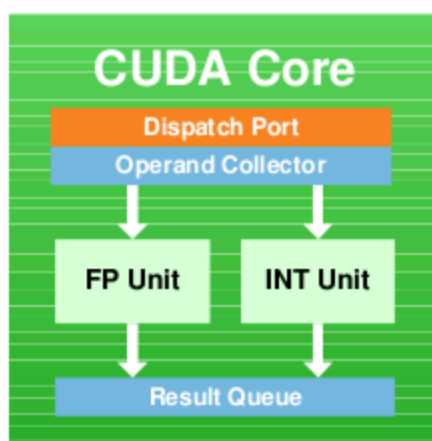 CUDA Core
Dispatch Port
Operand Collector
FP Unit
INT Unit
Result Queue